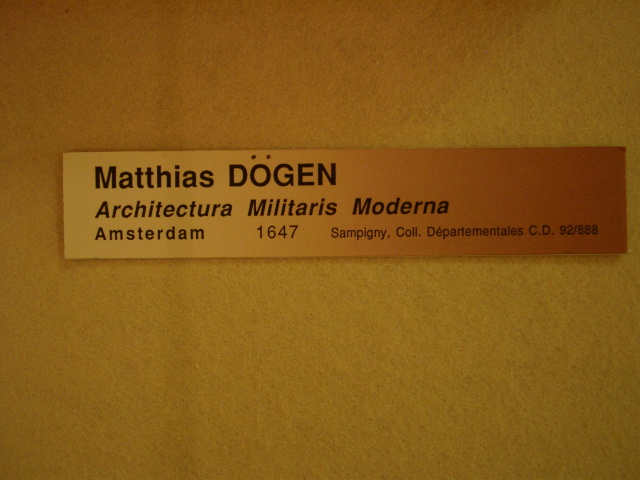 Matthias DÖGEN
Architectura Militaris Moderna
Amsterdam 1647 Sampigny, Coll. Départementales C.D. 92/888